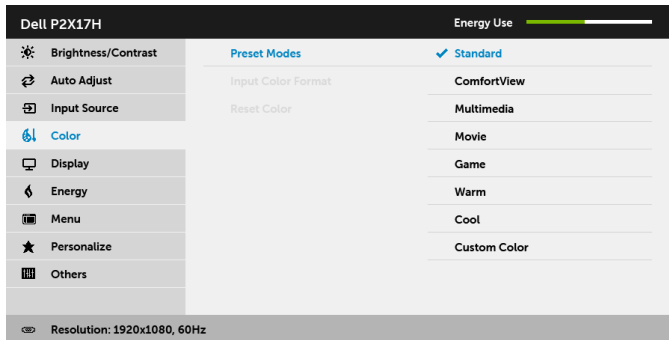 Dell P2X17H
Energy Use
Brightness/Contrast
Preset Modes
Standard
Auto Adjust
Input Color Format
ComfortView
Input Source
Reset Color
Multimedia
Color
Movie
Display
Game
Energy
Warm
Menu
Cool
Personalize
Custom Color
Others
Resolution: 1920x1080, 60Hz